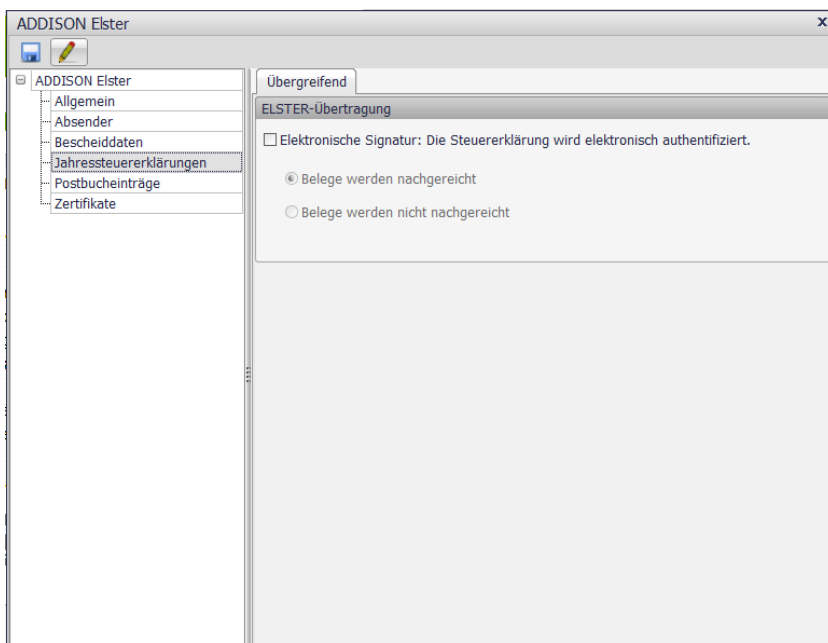 ADDISON Elster
x
ADDISON Elster
Allgemein
Absender
Bescheiddaten
Jahressteuererklärungen
Postbucheinträge
Zertifikate
Übergreifend
ELSTER-Übertragung
Elektronische Signatur: Die Steuererklärung wird elektronisch authentifiziert.
Belege werden nachgereicht
Belege werden nicht nachgereicht